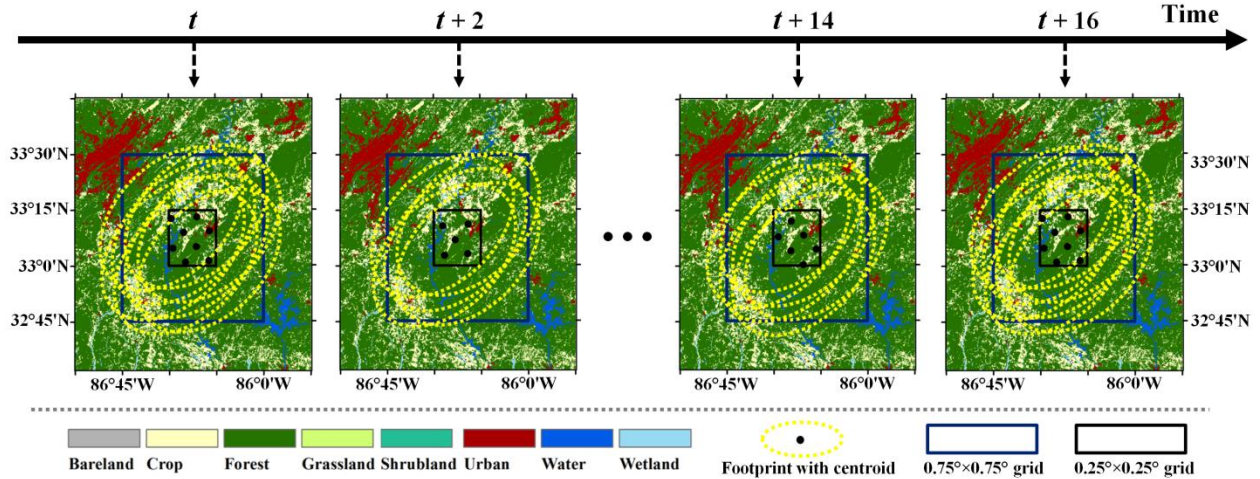 t
t + 2
t + 14
t + 16
Time
33°30'N
33°15'N
33°0'N
32°45'N
33°30'N
33°15'N
33°0'N
32°45'N
86°45'W 86°0'W
86°45'W 86°0'W
86°45'W 86°0'W
86°45'W 86°0'W
Bareland Crop Forest Grassland Shrubland Urban Water Wetland
Footprint with centroid
0.75°×0.75° grid
0.25°×0.25° grid